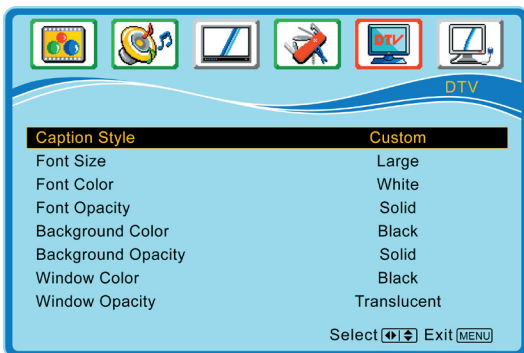 DTV
DTV
Caption Style Custom
Font Size Large
Font Color White
Font Opacity Solid
Background Color Black
Background Opacity Solid
Window Color Black
Window Opacity Translucent
Select Exit MENU